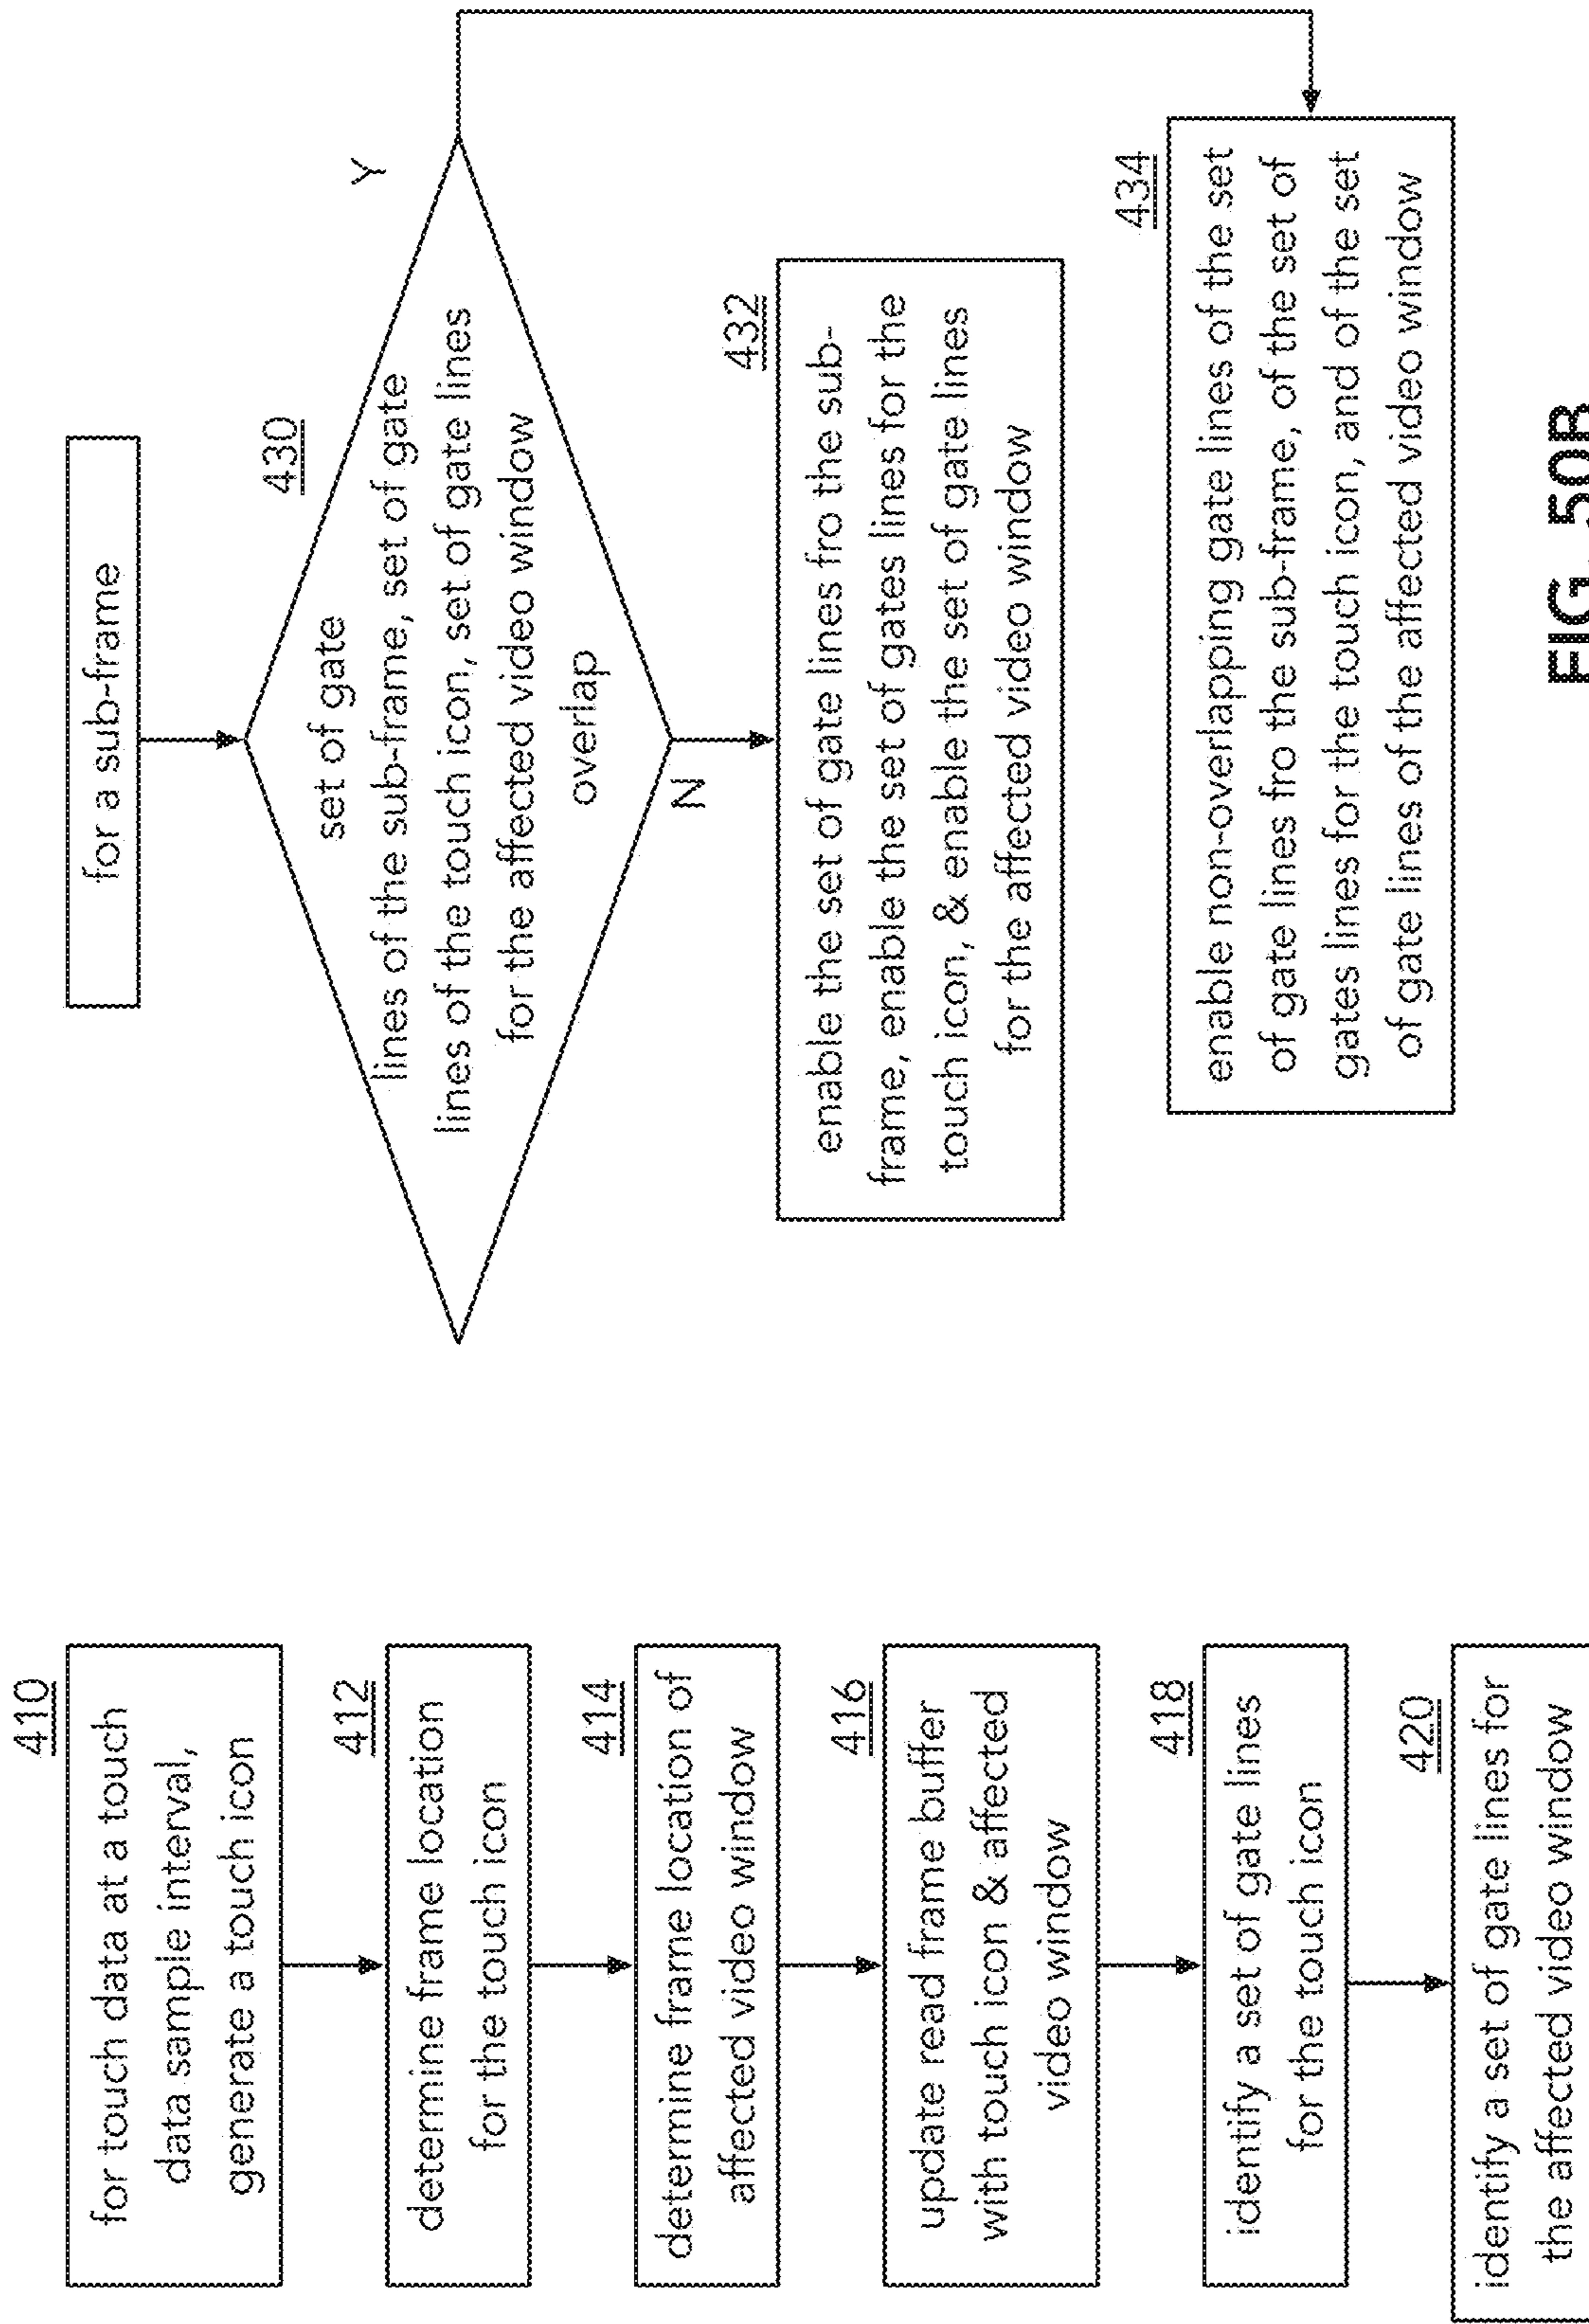 410
for touch data at a touch
data sample interval,
generate a touch icon
412
determine frame location
for the touch icon
414
determine frame location of
affected video window
416
update read frame buffer
with touch icon & affected
video window
418
identify a set of gate lines
for the touch icon
420
identify a set of gate lines for
the affected video window
for a sub-frame
430
set of gate
lines of the sub-frame, set of gate
lines of the touch icon, set of gate lines
for the affected video window
overlap
Y
N
432
enable the set of gate lines fro the sub-
frame, enable the set of gates lines for the
touch icon, & enable the set of gate lines
for the affected video window
434
enable non-overlapping gate lines of the set
of gate lines fro the sub-frame, of the set of
gates lines for the touch icon, and of the set
of gate lines of the affected video window
FIG. 50B